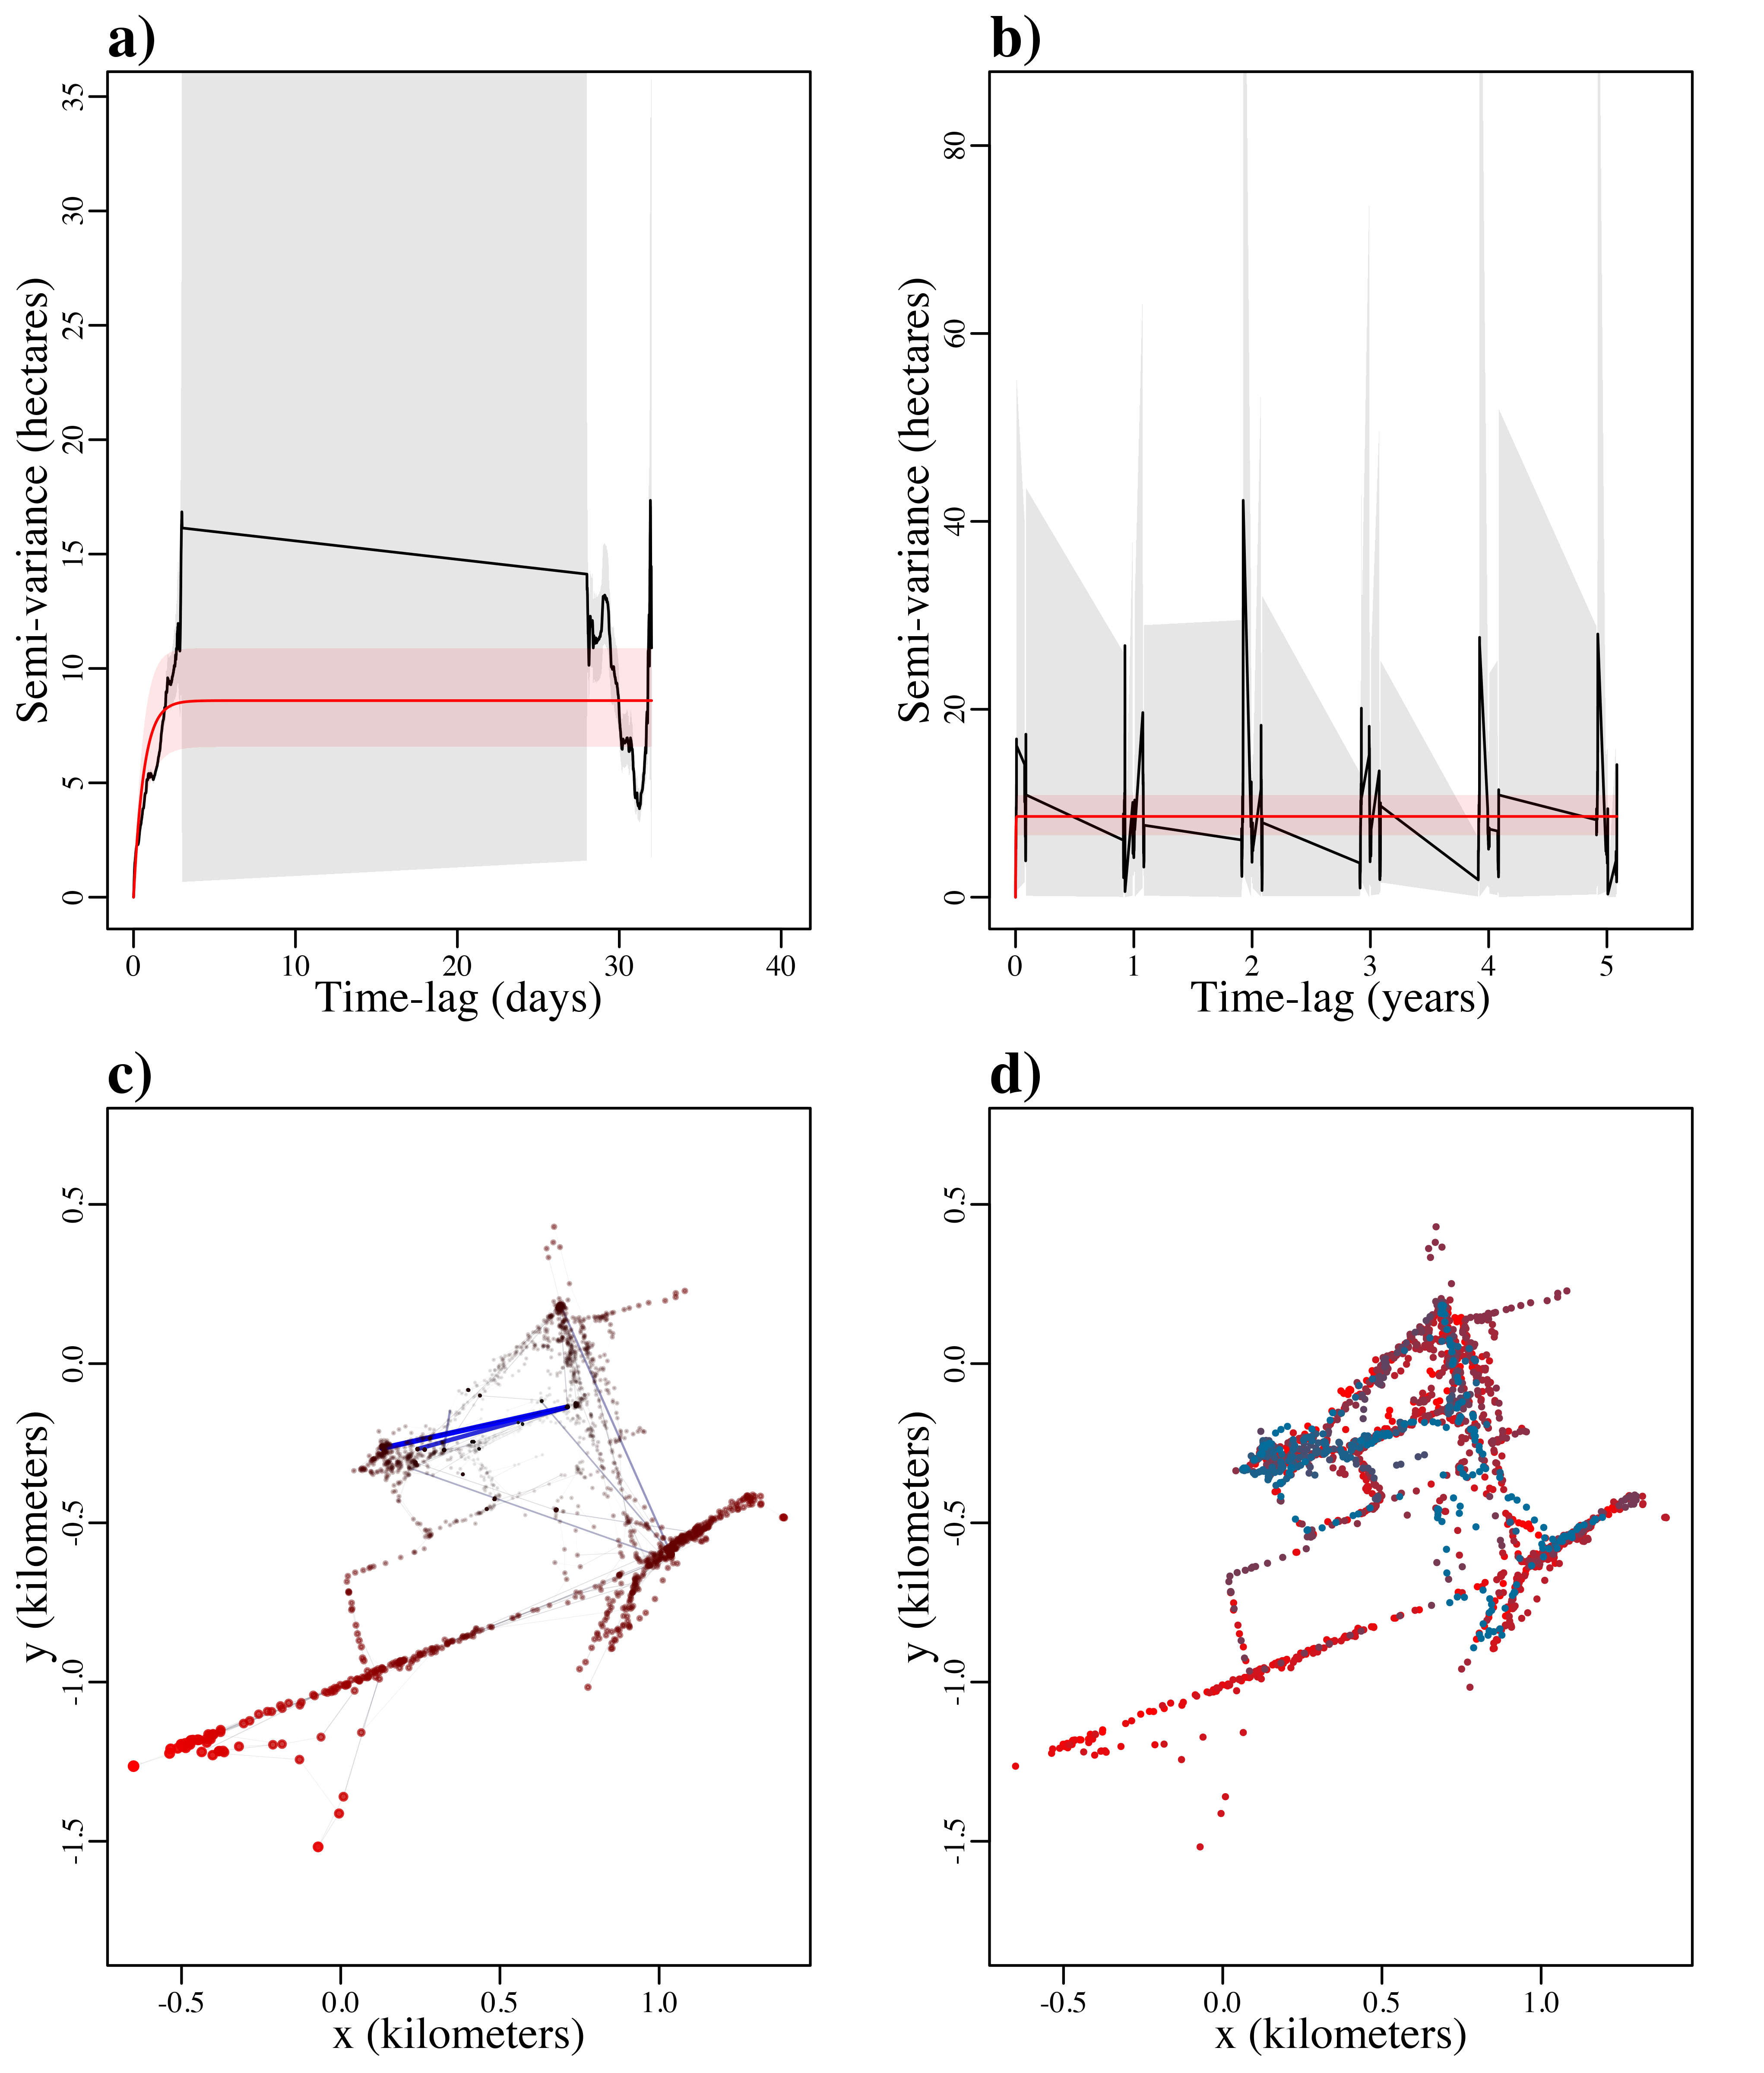 a)
Semi-variance (hectares)
35
30
25
20
15
10
5
0
0 10 20 30 40
Time-lag (days)
b)
Semi-variance (hectares)
80
60
40
20
0
0 1 2 3 4 5
Time-lag (years)
c)
y (kilometers)
0.5
0.0
-0.5
-1.0
-1.5
-0.5 0.0 0.5 1.0
x (kilometers)
d)
y (kilometers)
0.5
0.0
-0.5
-1.0
-1.5
-0.5 0.0 0.5 1.0
x (kilometers)